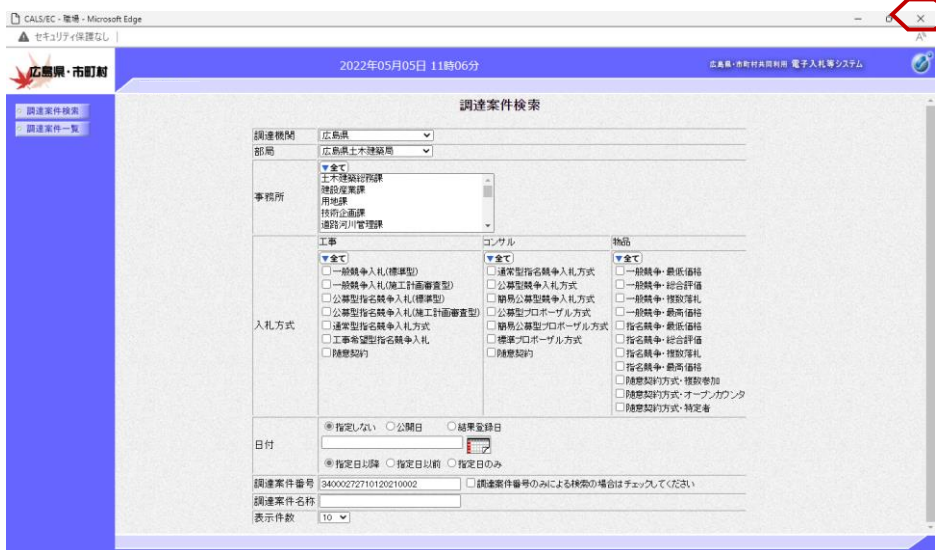 CALS/EC - 職場 - Microsoft Edge
セキュリティ保護なし
広島県・市町村
2022年05月05日 11時06分
広島県・市町村共同利用 電子入札等システム
調達案件検索
調達案件一覧
調達案件検索
調達機関 広島県
部局 広島県土木建築局
事務所
▼全て
土木建築総務課
建設産業課
用地課
技術企画課
道路河川管理課
入札方式
工事
▼全て
一般競争入札(標準型)
一般競争入札(施工計画審査型)
公募型指名競争入札(標準型)
公募型指名競争入札(施工計画審査型)
通常型指名競争入札方式
工事希望型指名競争入札
随意契約
コンサル
▼全て
通常型指名競争入札方式
公募型競争入札方式
簡易公募型競争入札方式
公募型プロポーザル方式
簡易公募型プロポーザル方式
標準プロポーザル方式
随意契約
物品
▼全て
一般競争・最低価格
一般競争・総合評価
一般競争・複数落札
一般競争・最高価格
指名競争・最低価格
指名競争・総合評価
指名競争・複数落札
指名競争・最高価格
随意契約方式・複数参加
随意契約方式・オープンカウンタ
随意契約方式・特定者
日付
指定しない 公開日 結果登録日
指定日以降 指定日以前 指定日のみ
調達案件番号 34000272710120210002 調達案件番号のみによる検索の場合はチェックしてください
調達案件名称
表示件数 10